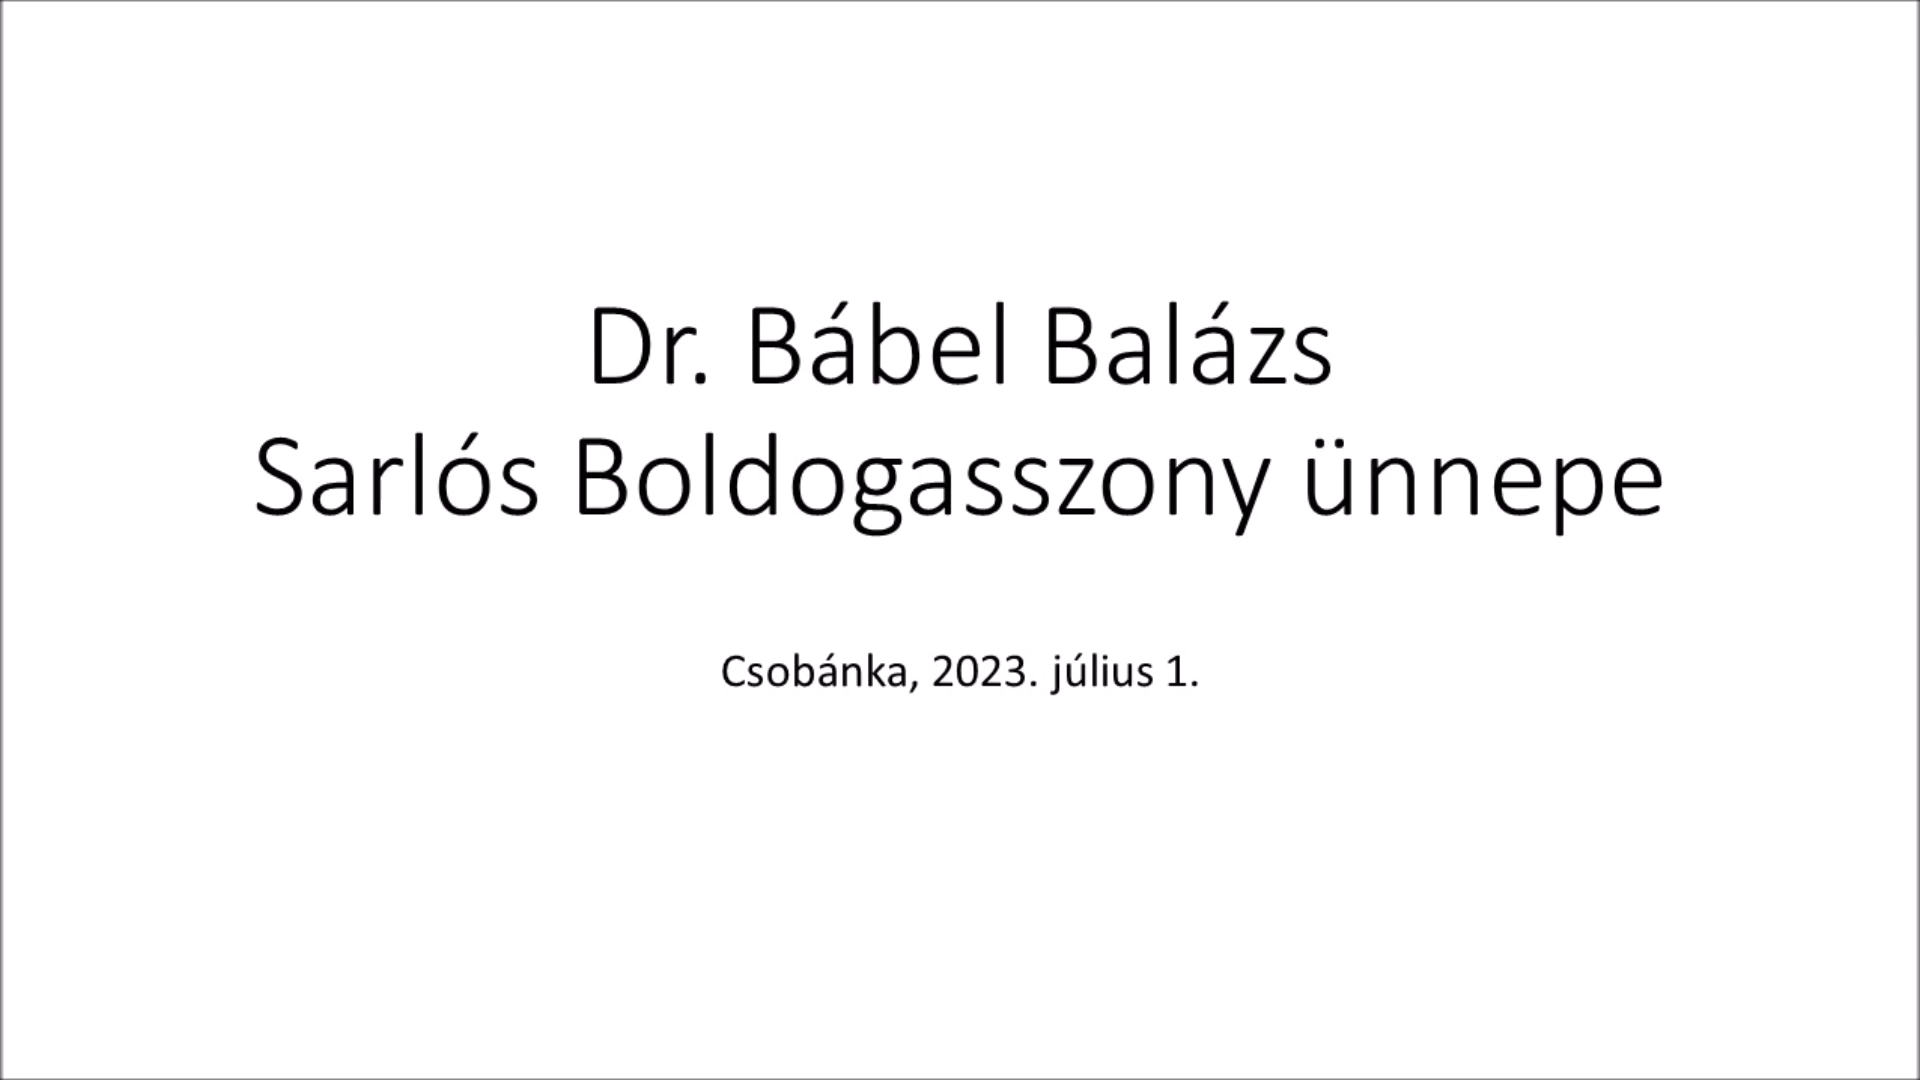 Dr. Bábel Balázs
Sarlós Boldogasszony ünnepe
Csobánka, 2023. július 1.